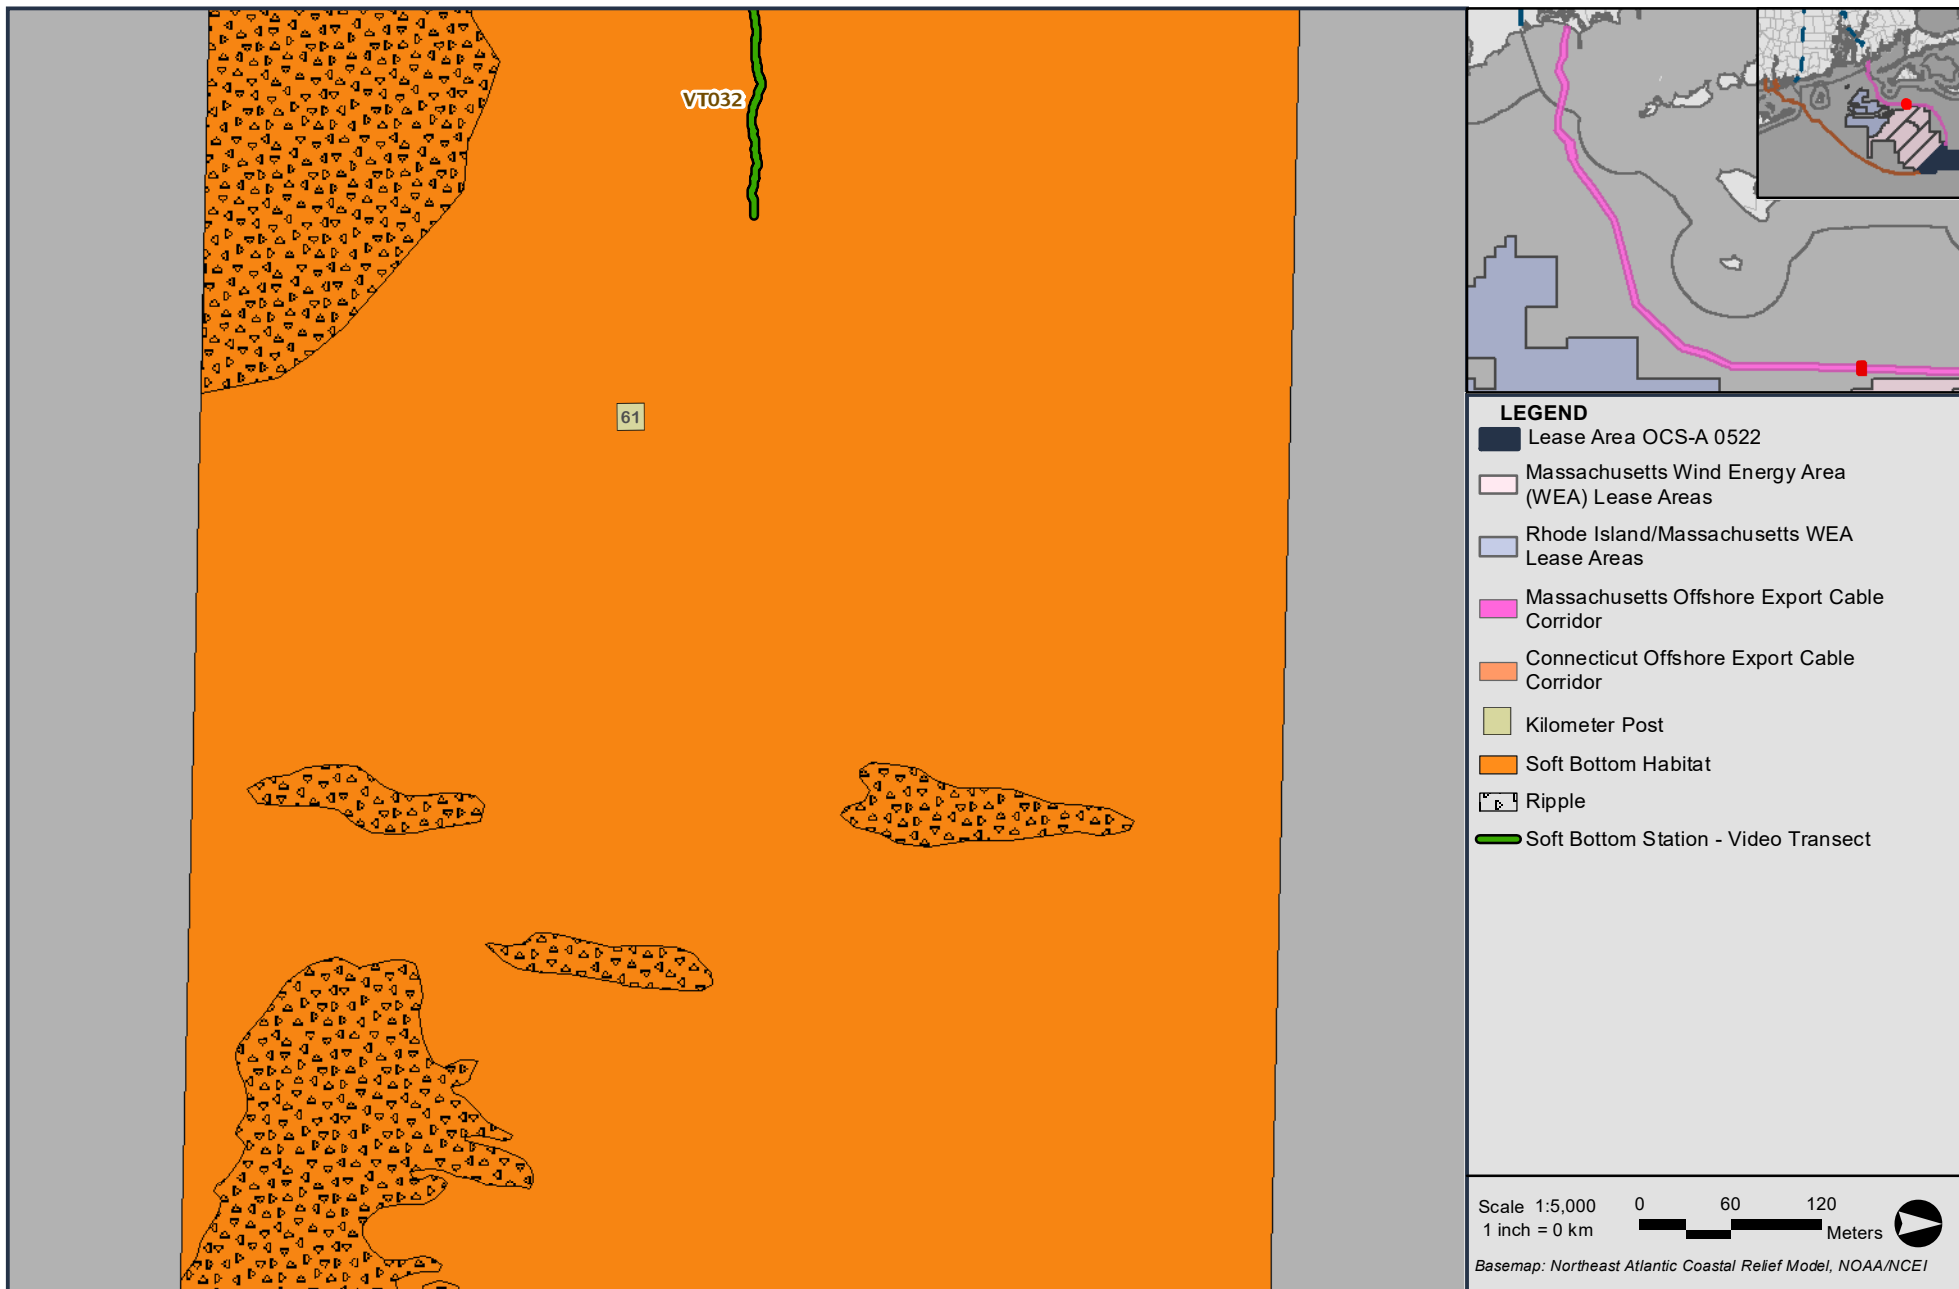 VT032
61
LEGEND
Lease Area OCS-A 0522
Massachusetts Wind Energy Area
(WEA) Lease Areas
Rhode Island/Massachusetts WEA
Lease Areas
Massachusetts Offshore Export Cable
Corridor
Connecticut Offshore Export Cable
Corridor
Kilometer Post
Soft Bottom Habitat
Ripple
Soft Bottom Station - Video Transect
Scale 1:5,000
1 inch = 0 km
0 60 120
Meters
Basemap: Northeast Atlantic Coastal Relief Model, NOAA/NCEI